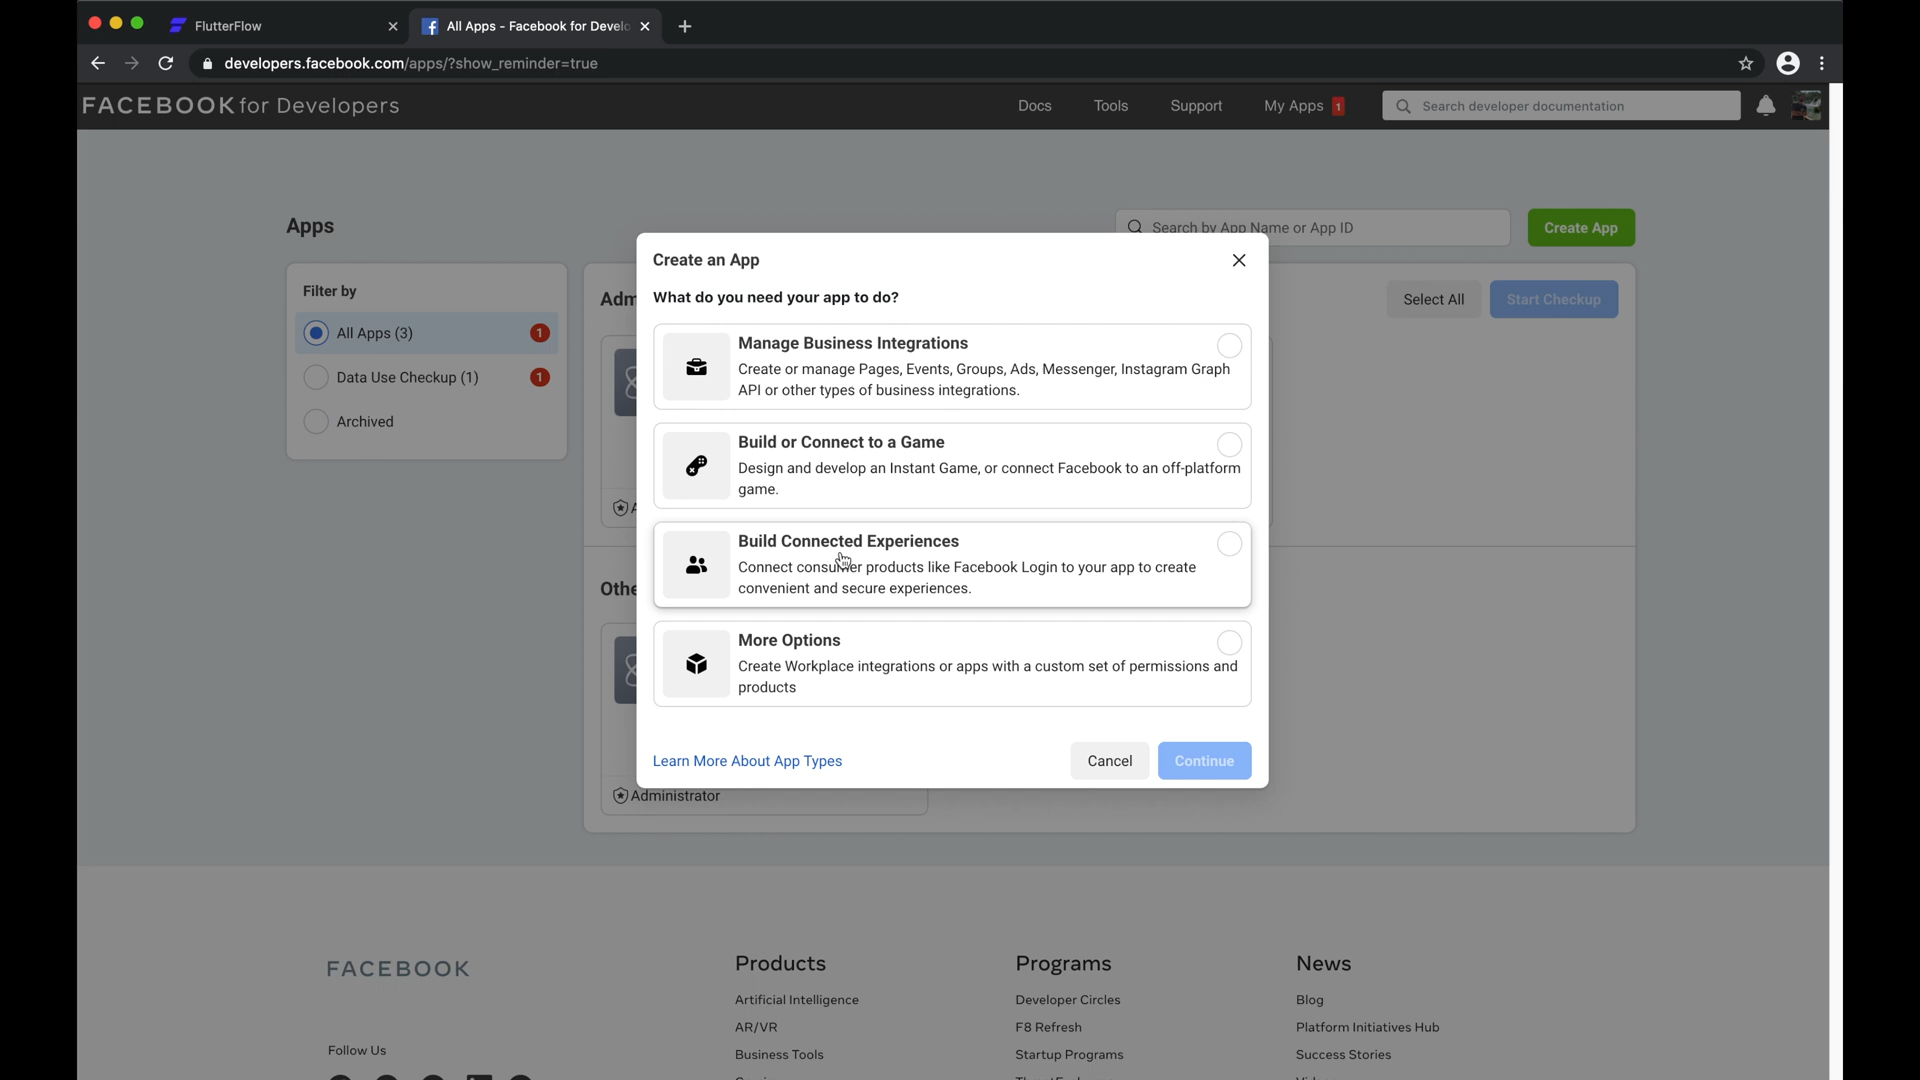 FlutterFlow
All Apps - Facebook for Develo
developers.facebook.com/apps/?show_reminder=true
FACEBOOK for Developers
Docs
Tools
Support
My Apps 1
Search developer documentation
Apps
Search by App Name or App ID
Create App
Filter by
All Apps (3)
1
Data Use Checkup (1)
1
Archived
Adm
Select All
Start Checkup
Othe
Administrator
Create an App
What do you need your app to do?
Manage Business Integrations
Create or manage Pages, Events, Groups, Ads, Messenger, Instagram Graph
API or other types of business integrations.
Build or Connect to a Game
Design and develop an Instant Game, or connect Facebook to an off-platform
game.
Build Connected Experiences
Connect consumer products like Facebook Login to your app to create
convenient and secure experiences.
More Options
Create Workplace integrations or apps with a custom set of permissions and
products
Learn More About App Types
Cancel
Continue
FACEBOOK
Follow Us
Products
Artificial Intelligence
AR/VR
Business Tools
Programs
Developer Circles
F8 Refresh
Startup Programs
News
Blog
Platform Initiatives Hub
Success Stories